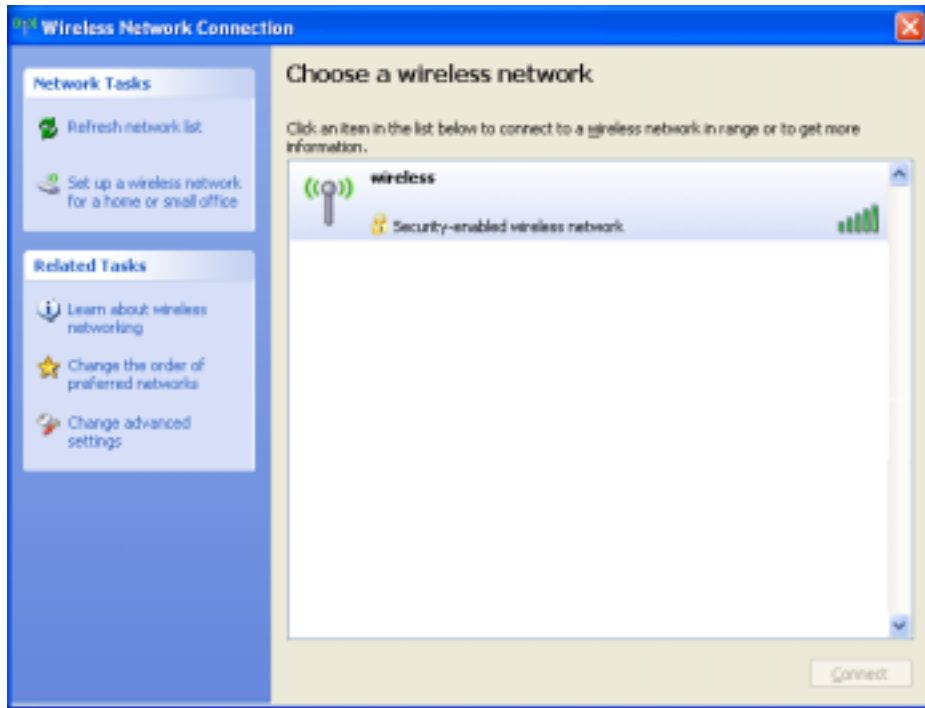 Wireless Network Connection
Network Tasks
Refresh network list
Set up a wireless network
for a home or small office
Related Tasks
Learn about wireless
networking
Change the order of
preferred networks
Change advanced
settings
Choose a wireless network
Click an item in the list below to connect to a wireless network in range or to get more
information.
wireless
Security-enabled wireless network
Connect